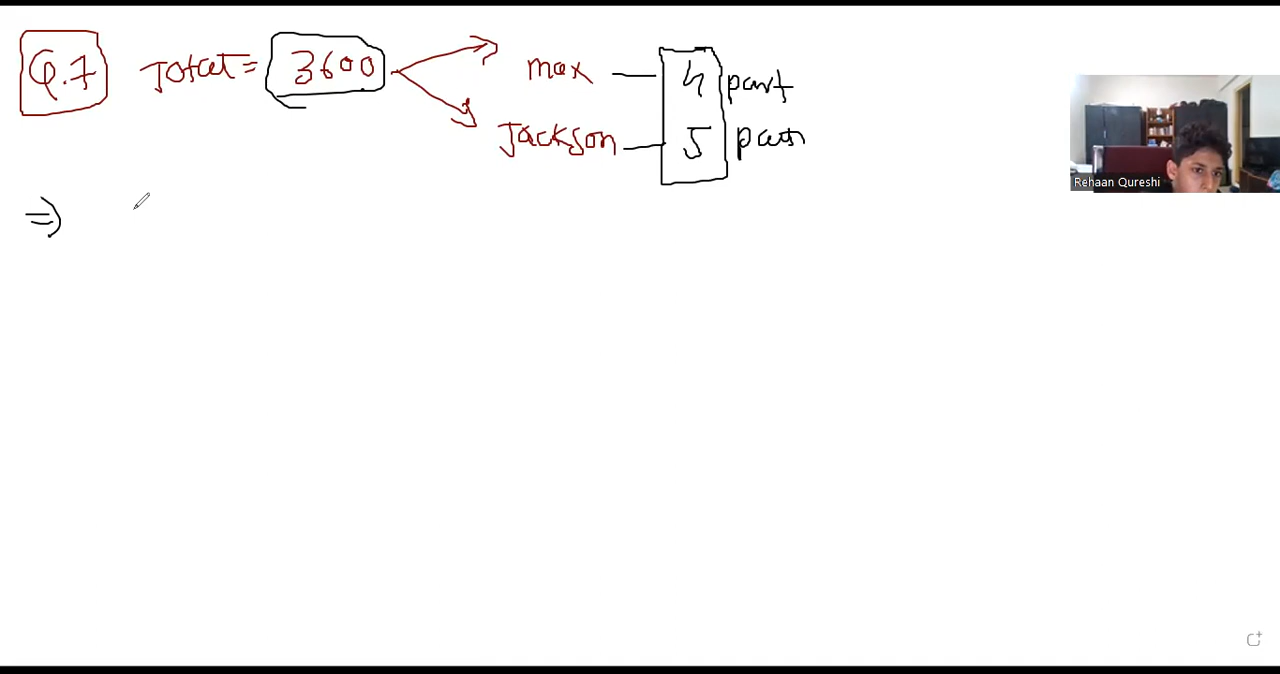 Q.7 Total = 3600 max — 4 part
Jackson — 5 part
⇒
Rehaan Qureshi